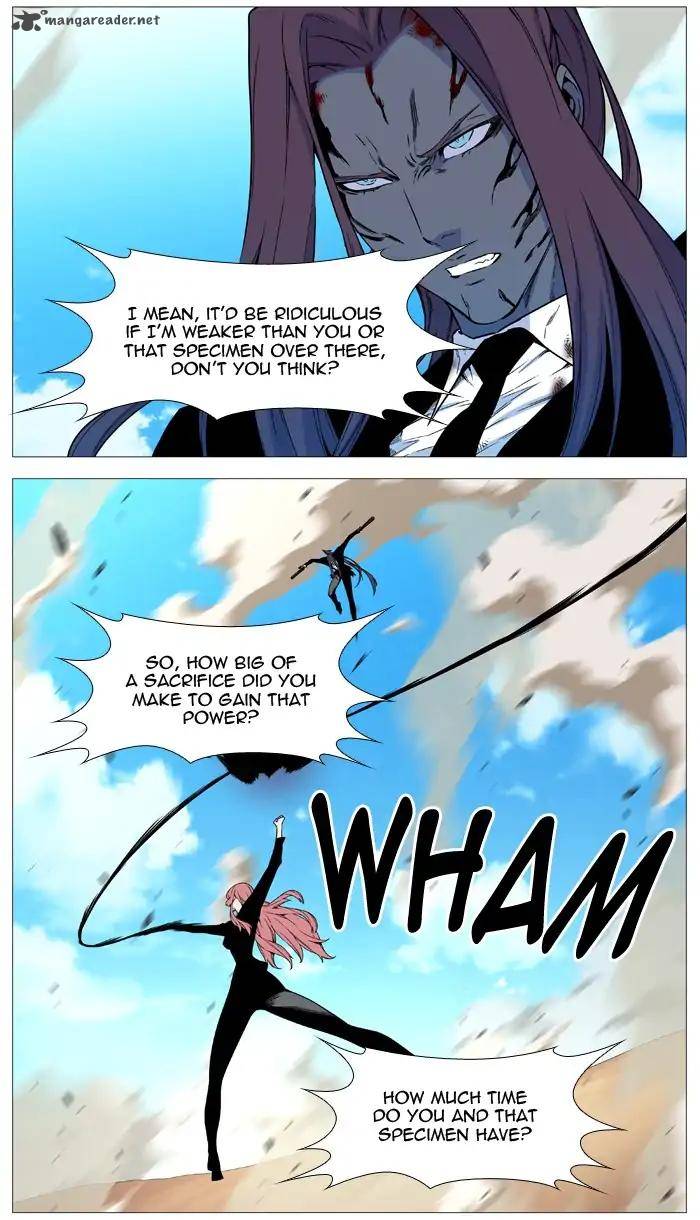 mangareader.net
I MEAN, IT'D BE RIDICULOUS
IF I'M WEAKER THAN YOU OR
THAT SPECIMEN OVER THERE,
DON'T YOU THINK?
SO, HOW BIG OF
A SACRIFICE DID YOU
MAKE TO GAIN THAT
POWER?
WHAM
HOW MUCH TIME
DO YOU AND THAT
SPECIMEN HAVE?